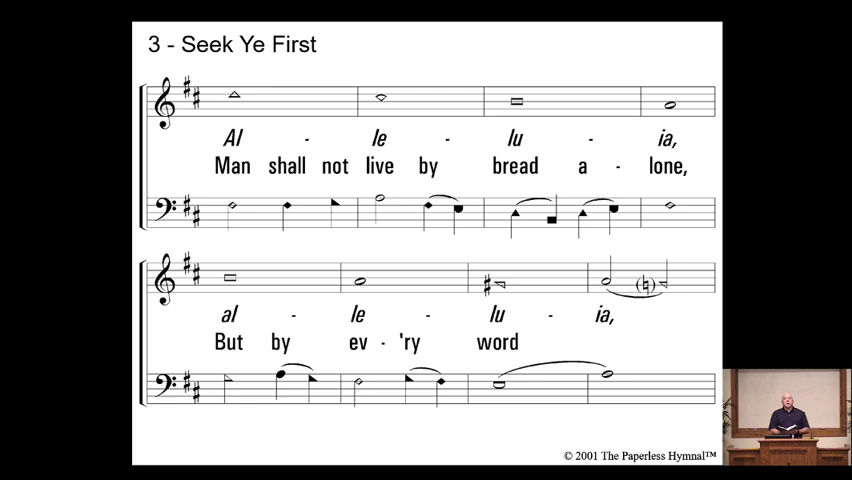 3 - Seek Ye First
Al - le - lu - ia,
Man shall not live by bread a - lone,
al - le - lu - ia,
But by ev - 'ry word
© 2001 The Paperless Hymnal™